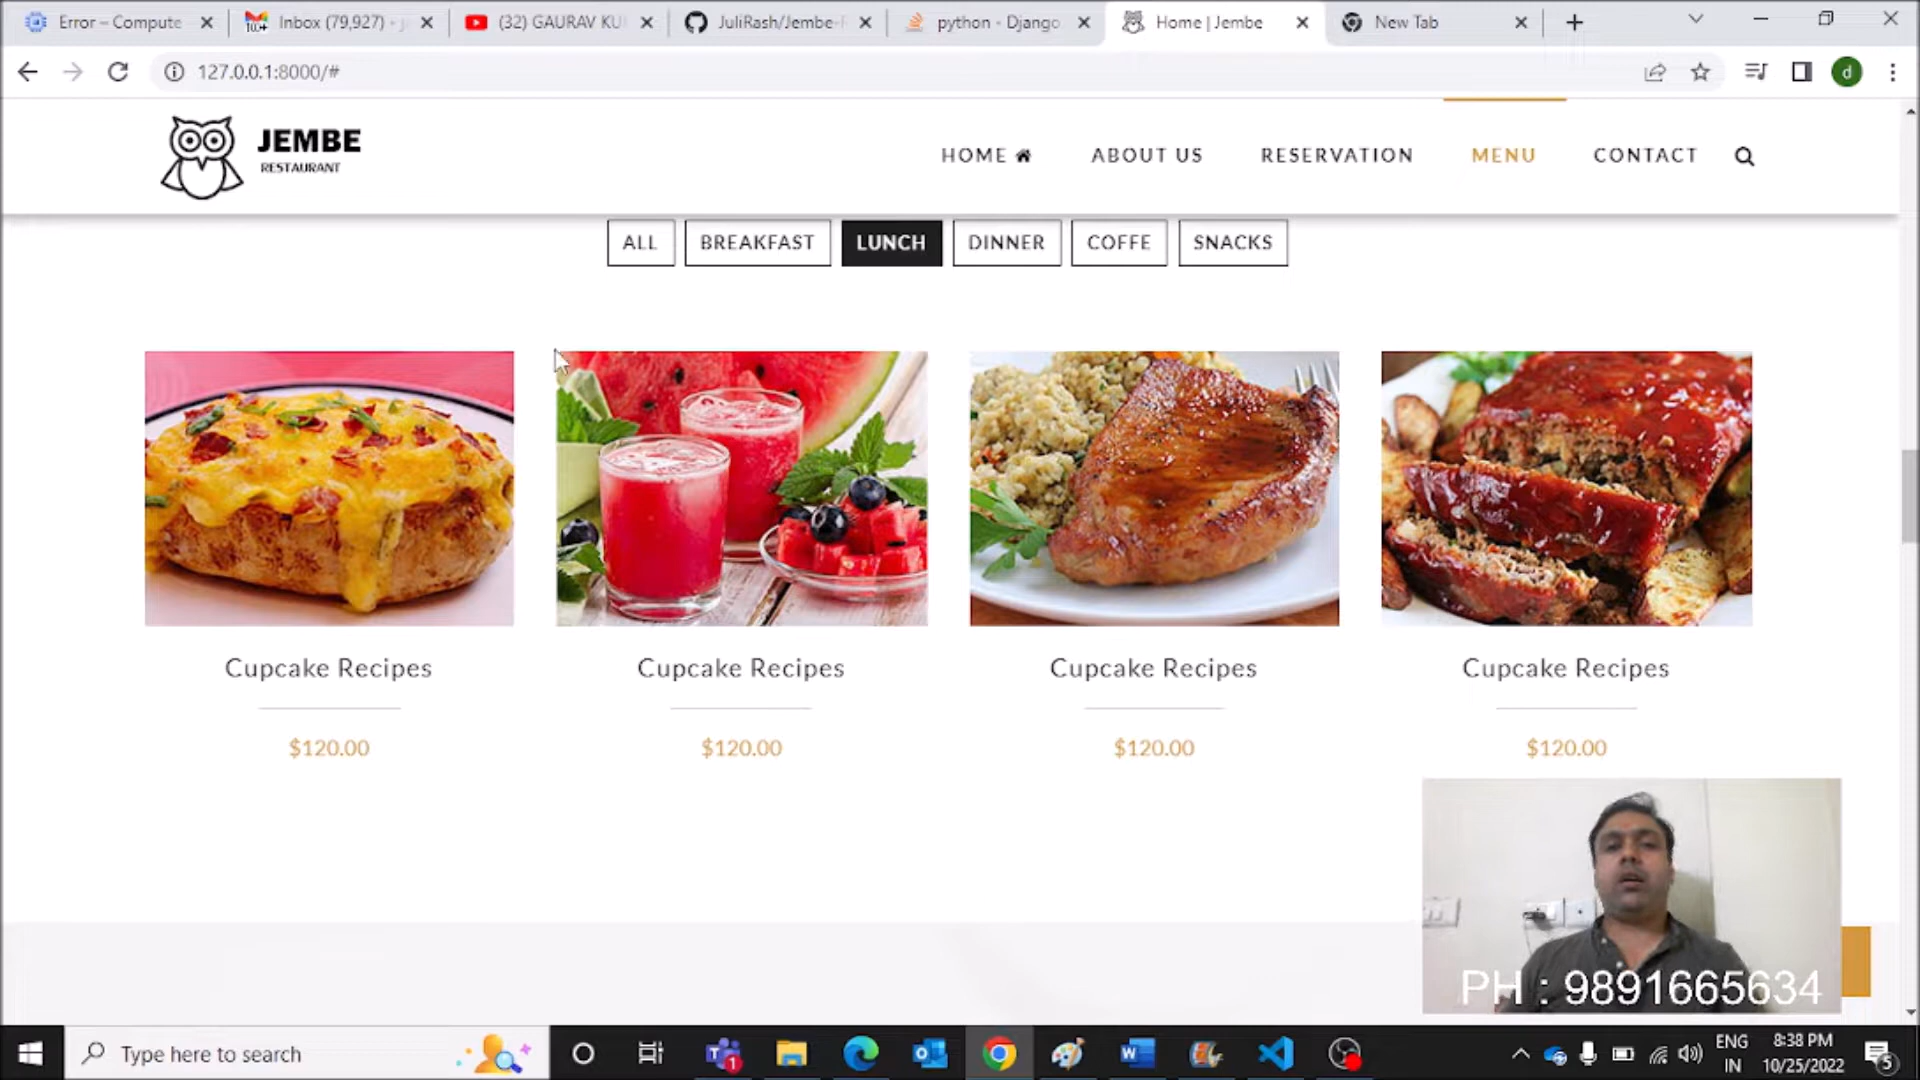 Error – Compute
Inbox (79,927) -
(32) GAURAV KU
JuliRash/Jembe-
python - Django
Home | Jembe
New Tab
127.0.0.1:8000/#
d
JEMBE
RESTAURANT
HOME
ABOUT US
RESERVATION
MENU
CONTACT
ALL
BREAKFAST
LUNCH
DINNER
COFFE
SNACKS
Cupcake Recipes
Cupcake Recipes
Cupcake Recipes
Cupcake Recipes
$120.00
$120.00
$120.00
$120.00
PH : 9891665634
Type here to search
1
ENG
IN
8:38 PM
10/25/2022
5